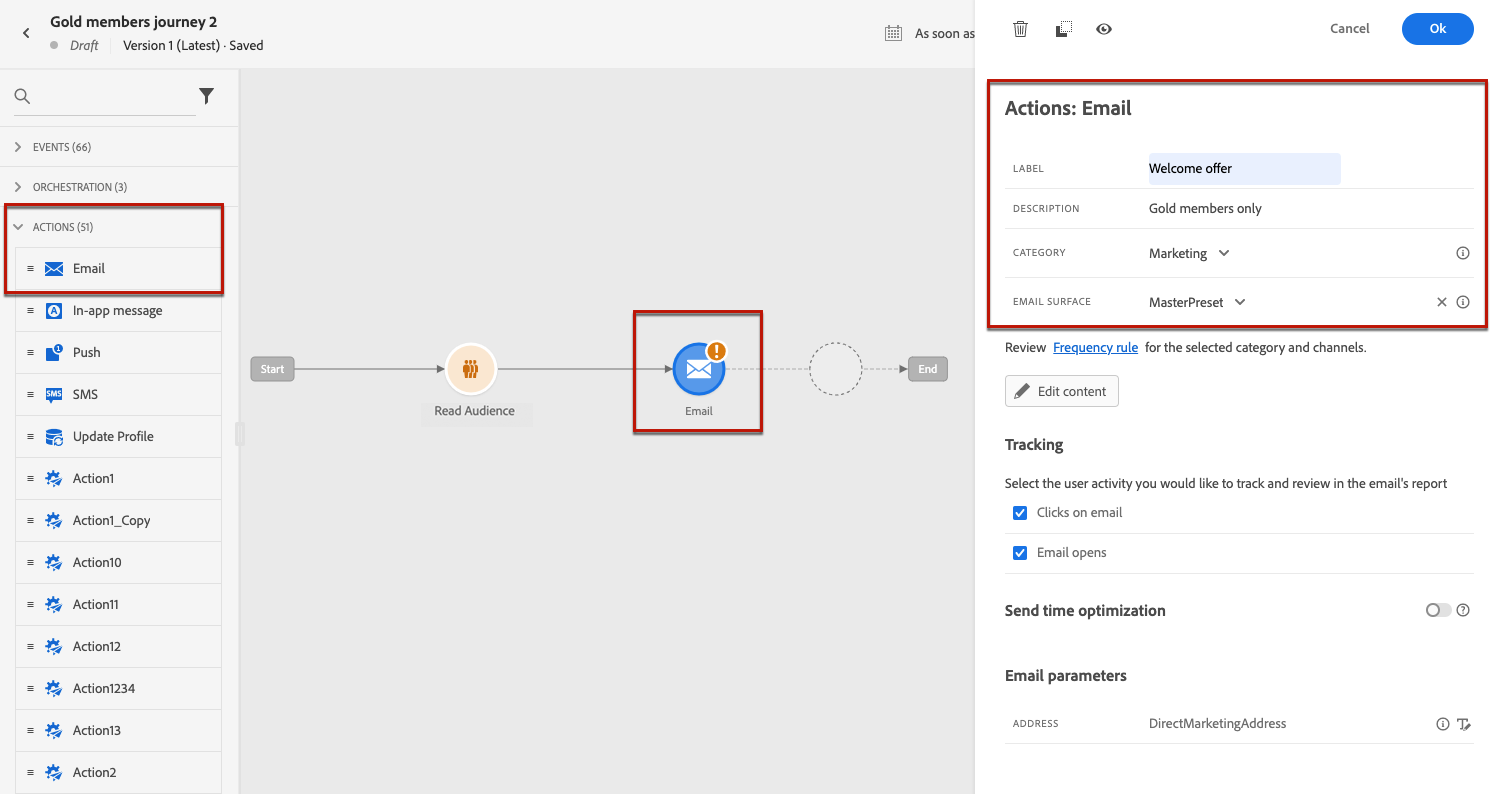 Gold members journey 2
Draft Version 1 (Latest) · Saved
As soon as
EVENTS (66)
ORCHESTRATION (3)
ACTIONS (51)
Email
In-app message
Push
SMS
SMS
Update Profile
Action1
Action1_Copy
Action10
Action11
Action12
Action1234
Action13
Action2
Start
Read Audience
Email
End
Cancel
Ok
Actions: Email
LABEL Welcome offer
DESCRIPTION Gold members only
CATEGORY Marketing
EMAIL SURFACE MasterPreset
Review Frequency rule for the selected category and channels.
Edit content
Tracking
Select the user activity you would like to track and review in the email's report
Clicks on email
Email opens
Send time optimization
Email parameters
ADDRESS DirectMarketingAddress